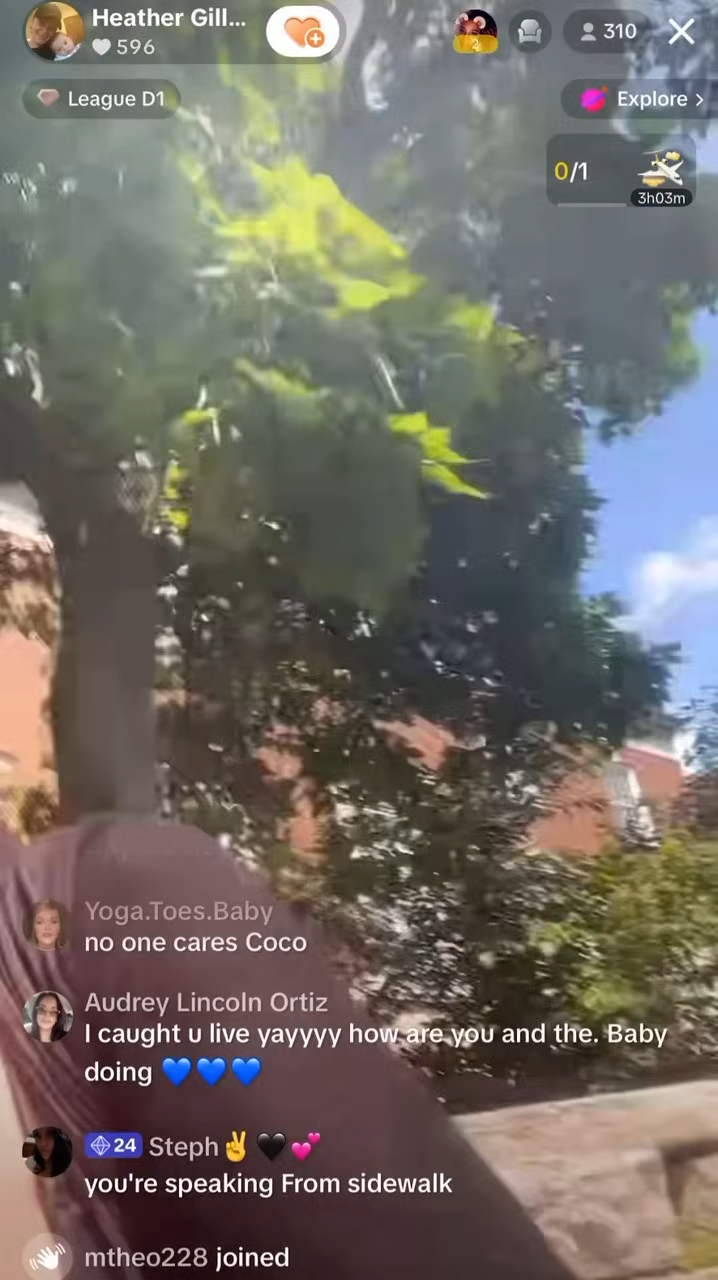 Heather Gill...
596
2
310
League D1
Explore >
0/1
3h03m
Yoga.Toes.Baby
no one cares Coco
Audrey Lincoln Ortiz
I caught u live yayyyy how are you and the. Baby
doing 💙💙💙
24 Steph✌️🖤💕
you're speaking From sidewalk
mtheo228 joined